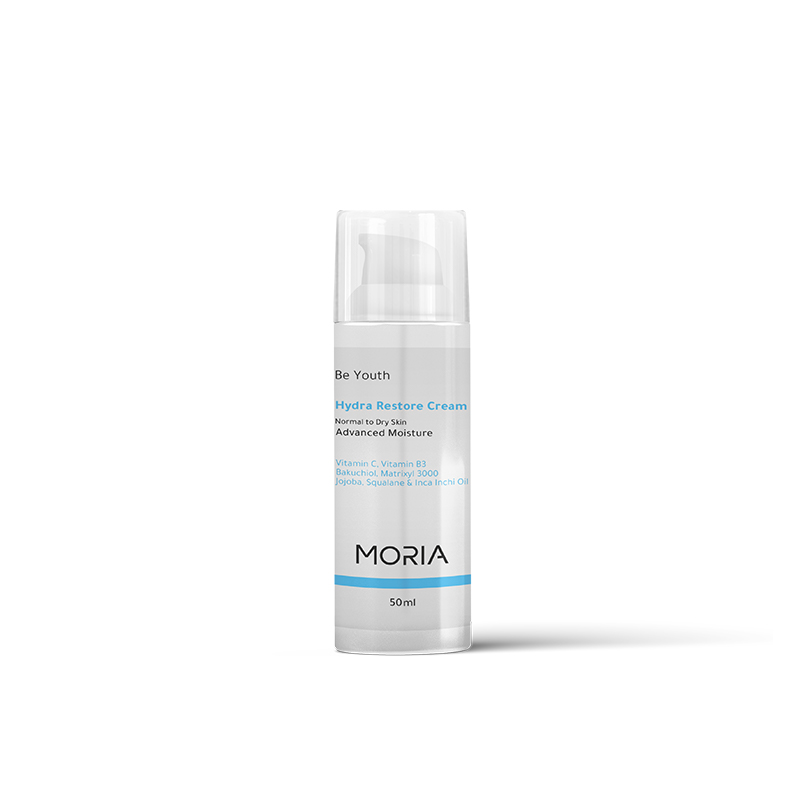 Be Youth
Hydra Restore Cream
Normal to Dry Skin
Advanced Moisture
Vitamin C, Vitamin B3
Bakuchiol, Matrixyl 3000
Jojoba, Squalane & Inca Inchi Oil
MORIA
50ml